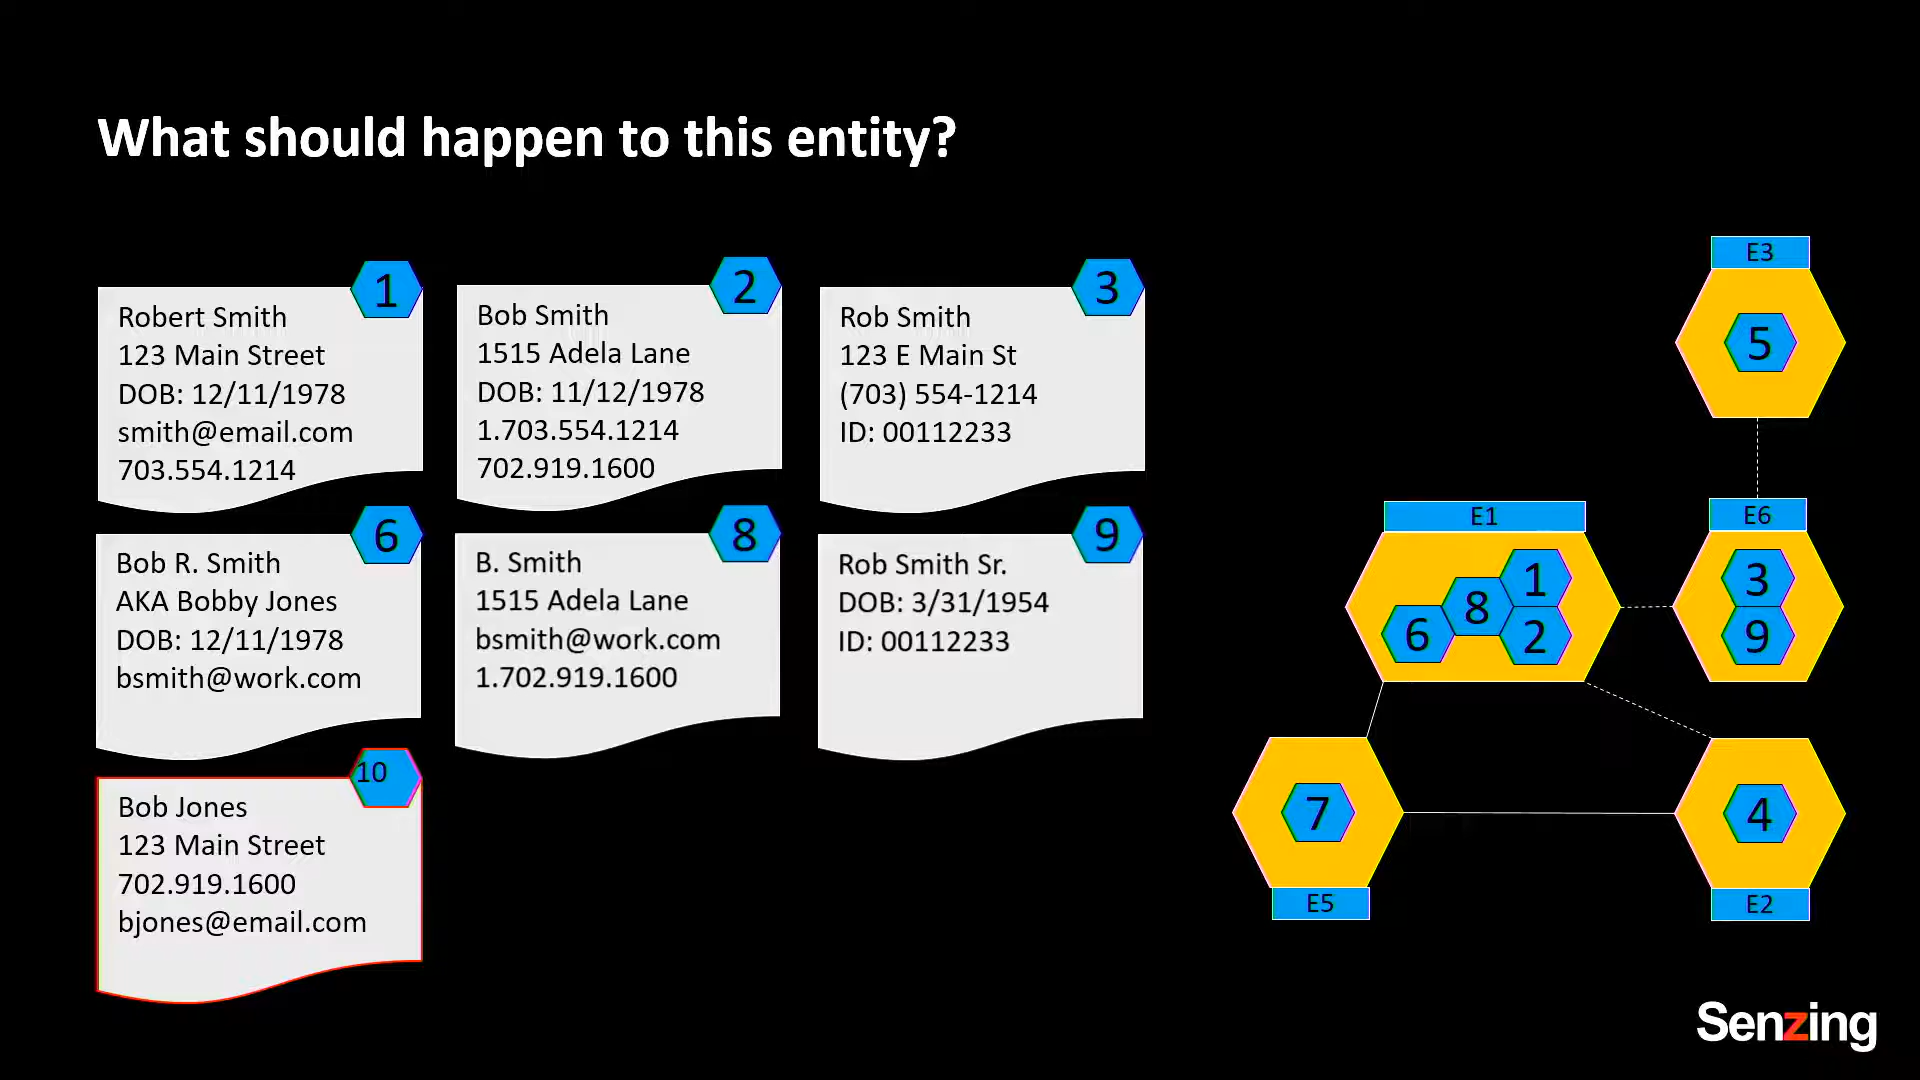 What should happen to this entity?
1
Robert Smith
123 Main Street
DOB: 12/11/1978
smith@email.com
703.554.1214
2
Bob Smith
1515 Adela Lane
DOB: 11/12/1978
1.703.554.1214
702.919.1600
3
Rob Smith
123 E Main St
(703) 554-1214
ID: 00112233
6
Bob R. Smith
AKA Bobby Jones
DOB: 12/11/1978
bsmith@work.com
8
B. Smith
1515 Adela Lane
bsmith@work.com
1.702.919.1600
9
Rob Smith Sr.
DOB: 3/31/1954
ID: 00112233
10
Bob Jones
123 Main Street
702.919.1600
bjones@email.com
E3
5
E1
1
8
6
2
E6
3
9
7
E5
4
E2
Senzing